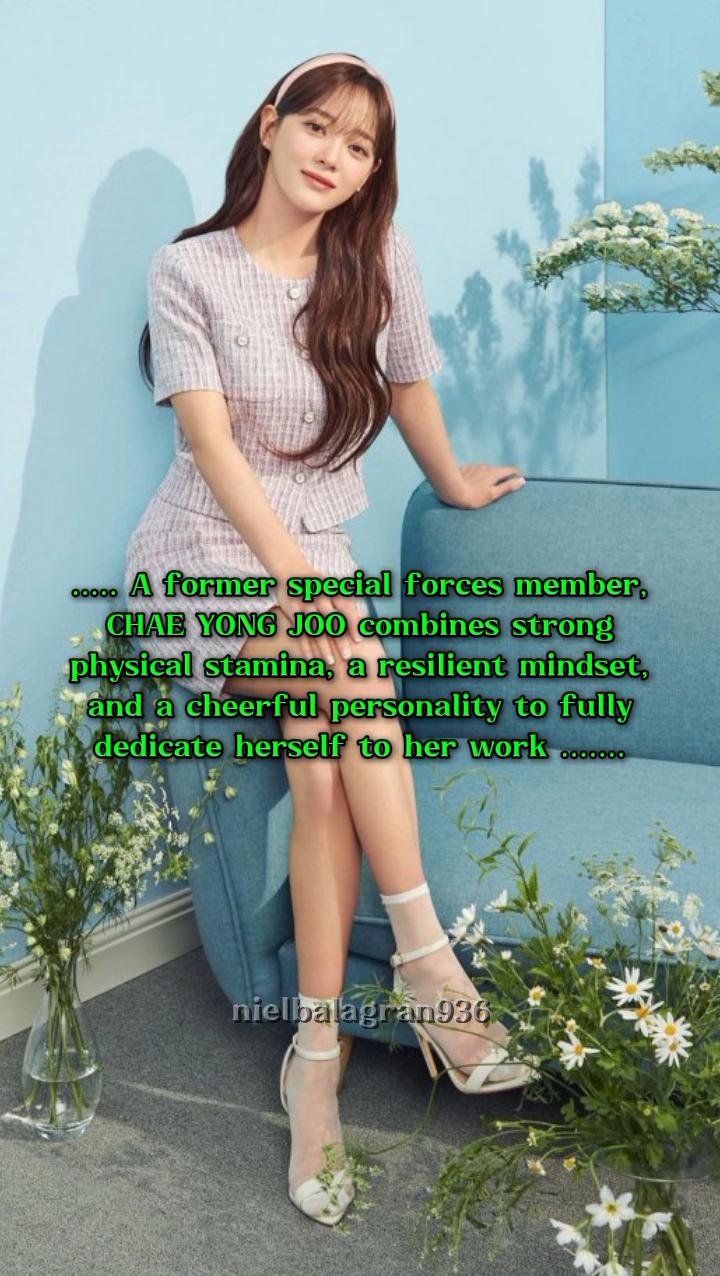 ..... A former special forces member,
CHAE YONG JOO combines strong
physical stamina, a resilient mindset,
and a cheerful personality to fully
dedicate herself to her work .......
nielbalagran936